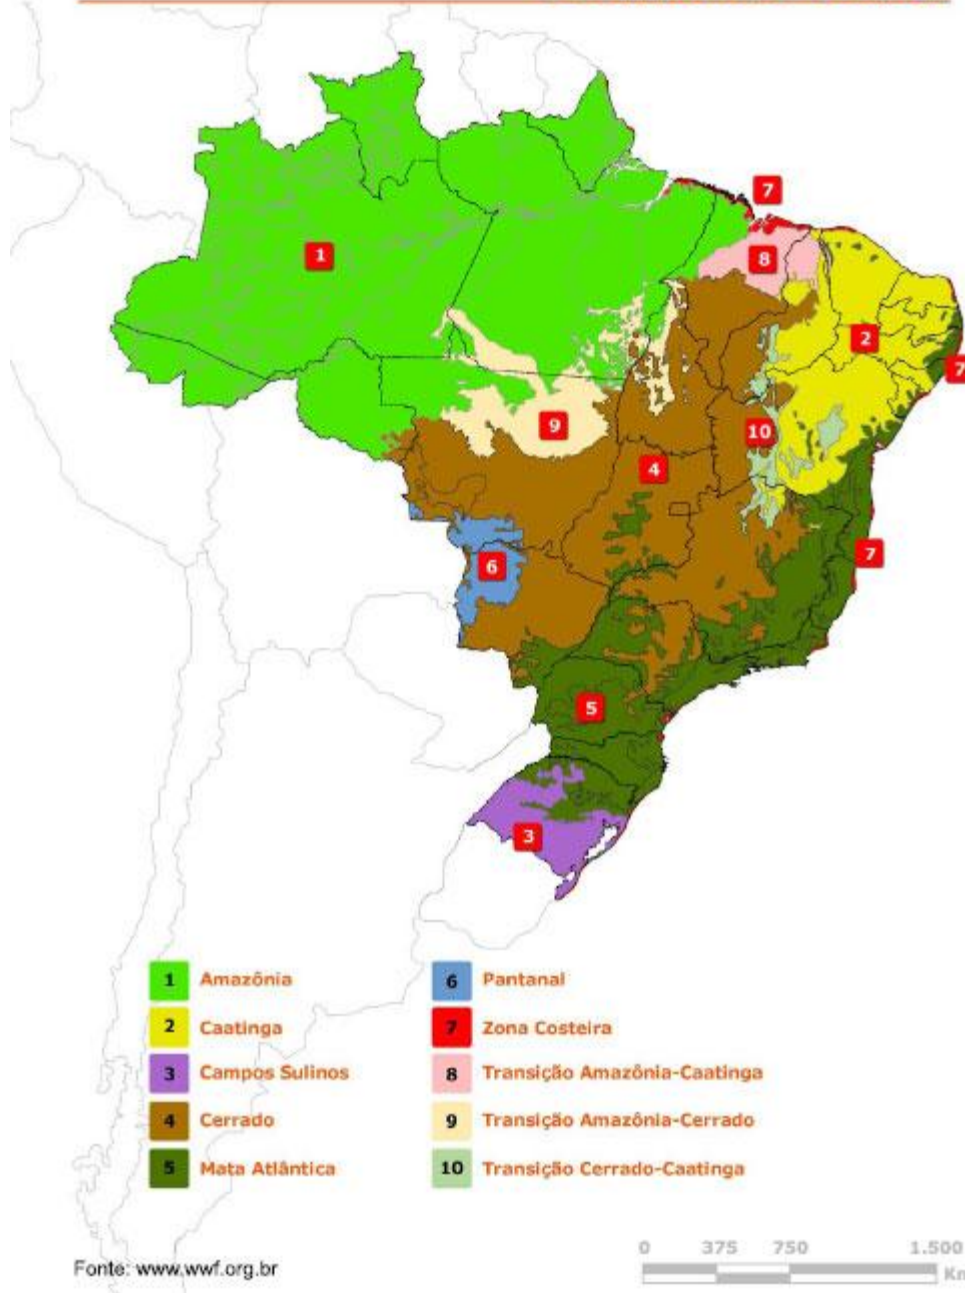 7
1
8
2
7
9
10
4
7
6
5
3
1 Amazônia
2 Caatinga
3 Campos Sulinos
4 Cerrado
5 Mata Atlântica
6 Pantanal
7 Zona Costeira
8 Transição Amazônia-Caatinga
9 Transição Amazônia-Cerrado
10 Transição Cerrado-Caatinga
Fonte: www.wwf.org.br
0 375 750 1.500
Km